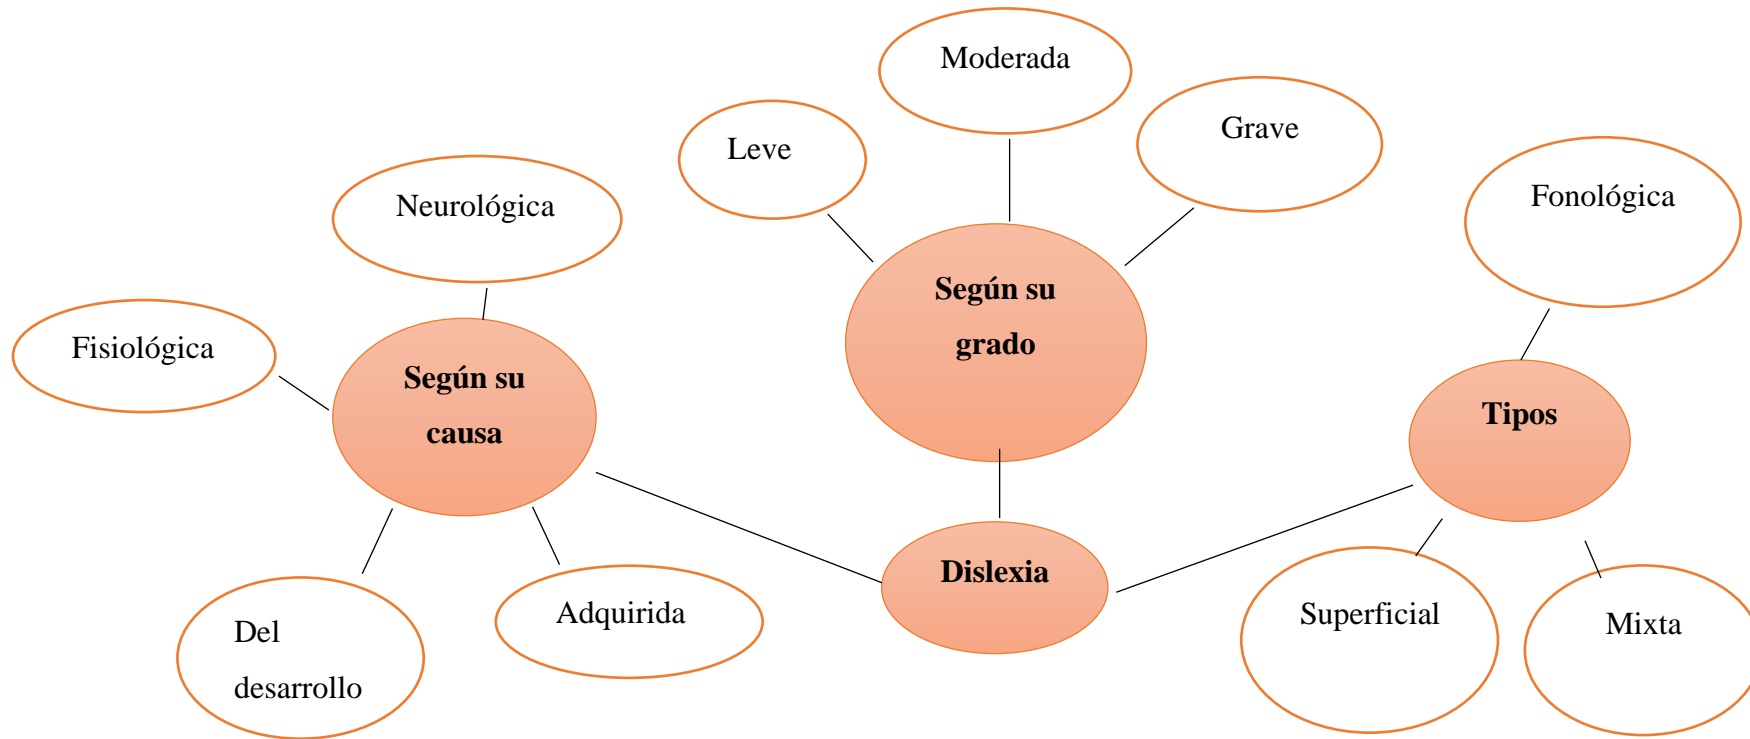 Moderada
Grave
Leve
Fonológica
Neurológica
Según su
grado
Fisiológica
Según su
causa
Tipos
Dislexia
Adquirida
Superficial
Mixta
Del
desarrollo